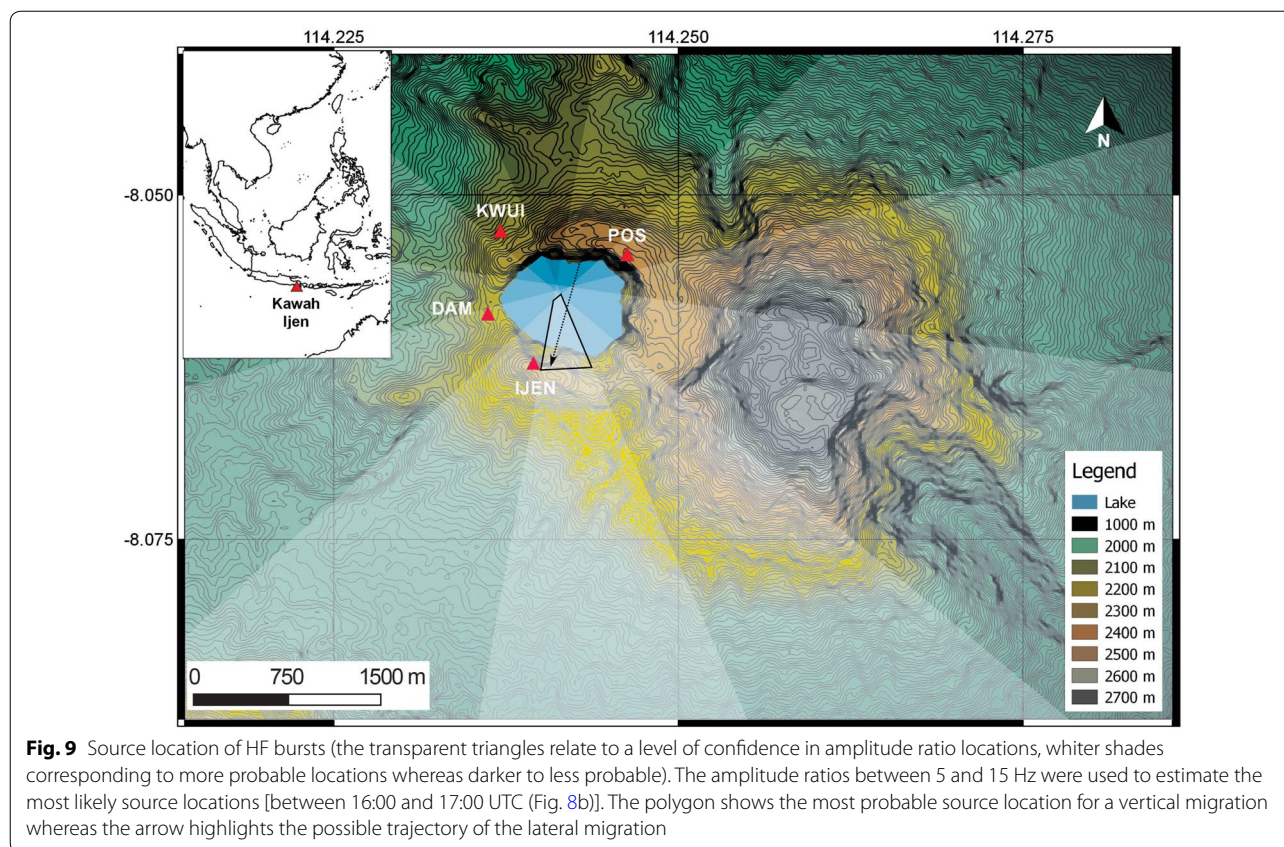 114.225 114.250 114.275
-8.050
-8.075
Kawah
Ijen
N
KWUI
POS
DAM
IJEN
Legend
Lake
1000 m
2000 m
2100 m
2200 m
2300 m
2400 m
2500 m
2600 m
2700 m
0 750 1500 m
Fig. 9 Source location of HF bursts (the transparent triangles relate to a level of confidence in amplitude ratio locations, whiter shades
corresponding to more probable locations whereas darker to less probable). The amplitude ratios between 5 and 15 Hz were used to estimate the
most likely source locations [between 16:00 and 17:00 UTC (Fig. 8b)]. The polygon shows the most probable source location for a vertical migration
whereas the arrow highlights the possible trajectory of the lateral migration